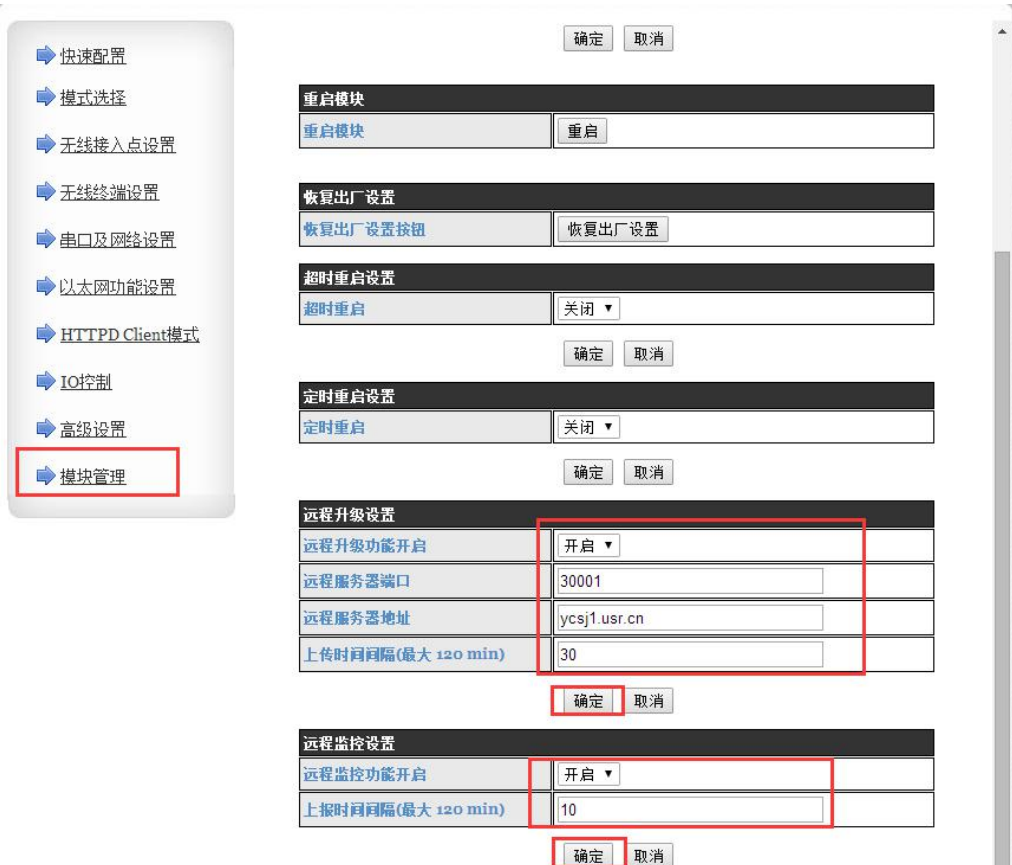 快速配置
模式选择
无线接入点设置
无线终端设置
串口及网络设置
以太网功能设置
HTTPD Client模式
IO控制
高级设置
模块管理
确定 取消
重启模块
重启模块 重启
恢复出厂设置
恢复出厂设置按钮 恢复出厂设置
超时重启设置
超时重启 关闭
确定 取消
定时重启设置
定时重启 关闭
确定 取消
远程升级设置
远程升级功能开启 开启
远程服务器端口 30001
远程服务器地址 ycsj1.usr.cn
上传时间间隔(最大 120 min) 30
确定 取消
远程监控设置
远程监控功能开启 开启
上报时间间隔(最大 120 min) 10
确定 取消